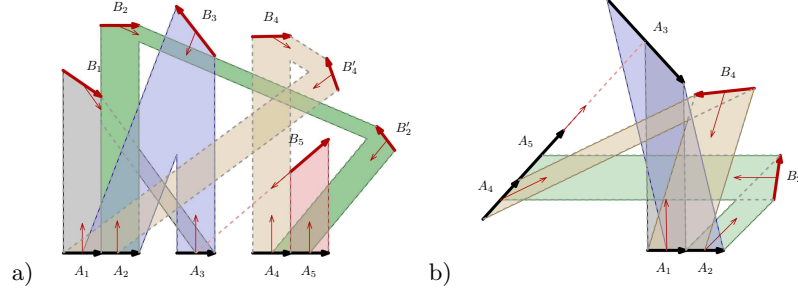 B₂ B₃ B₄ A₃
B₁ B′₄ B₄
B′₂ A₅
B₅ A₄ B₂
a) A₁ A₂ A₃ A₄ A₅ b) A₁ A₂